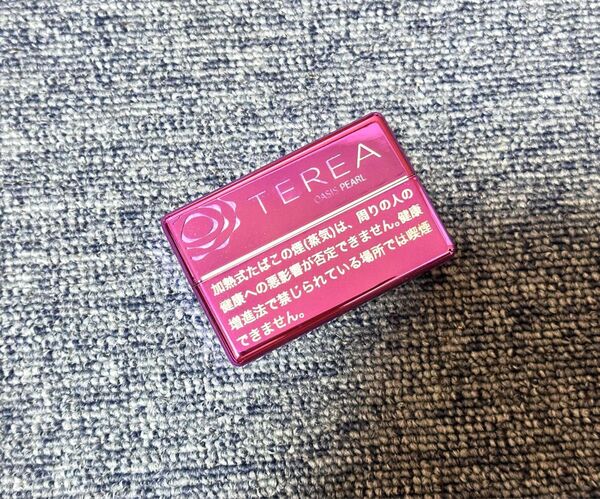 TEREA
OASIS PEARL
加熱式たばこの煙(蒸気)は、周りの人の
健康への悪影響が否定できません。健康
増進法で禁じられている場所では喫煙
できません。